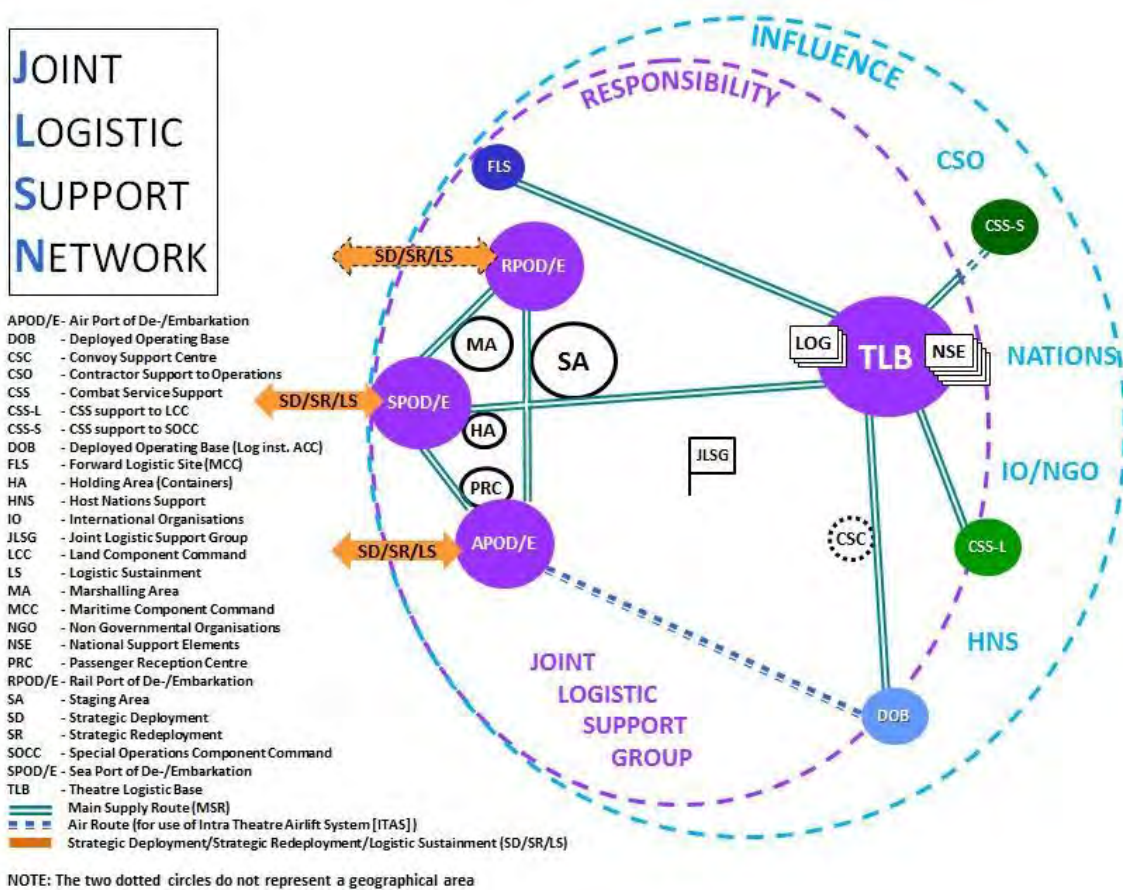 JOINT
LOGISTIC
SUPPORT
NETWORK
APOD/E - Air Port of De-/Embarkation
DOB - Deployed Operating Base
CSC - Convoy Support Centre
CSO - Contractor Support to Operations
CSS - Combat Service Support
CSS-L - CSS support to LCC
CSS-S - CSS support to SOCC
DOB - Deployed Operating Base (Log inst. ACC)
FLS - Forward Logistic Site (MCC)
HA - Holding Area (Containers)
HNS - Host Nations Support
IO - International Organisations
JLSG - Joint Logistic Support Group
LCC - Land Component Command
LS - Logistic Sustainment
MA - Marshalling Area
MCC - Maritime Component Command
NGO - Non Governmental Organisations
NSE - National Support Elements
PRC - Passenger Reception Centre
RPOD/E - Rail Port of De-/Embarkation
SA - Staging Area
SD - Strategic Deployment
SR - Strategic Redeployment
SOCC - Special Operations Component Command
SPOD/E - Sea Port of De-/Embarkation
TLB - Theatre Logistic Base
Main Supply Route (MSR)
Air Route (for use of Intra Theatre Airlift System [ITAS])
Strategic Deployment/Strategic Redeployment/Logistic Sustainment (SD/SR/LS)
NOTE: The two dotted circles do not represent a geographical area
INFLUENCE
RESPONSIBILITY
FLS
CSO
CSS-S
SD/SR/LS
RPOD/E
MA
SA
LOG
TLB
NSE
NATIONS
SD/SR/LS
SPOD/E
HA
JLSG
IO/NGO
PRC
SD/SR/LS
APOD/E
CSC
CSS-L
HNS
JOINT
LOGISTIC
SUPPORT
GROUP
DOB